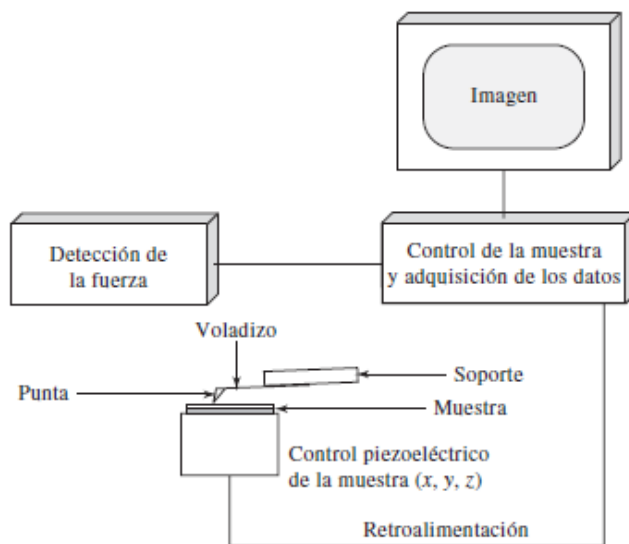 Imagen
Detección de
la fuerza
Control de la muestra
y adquisición de los datos
Voladizo
Soporte
Punta
Muestra
Control piezoeléctrico
de la muestra (x, y, z)
Retroalimentación